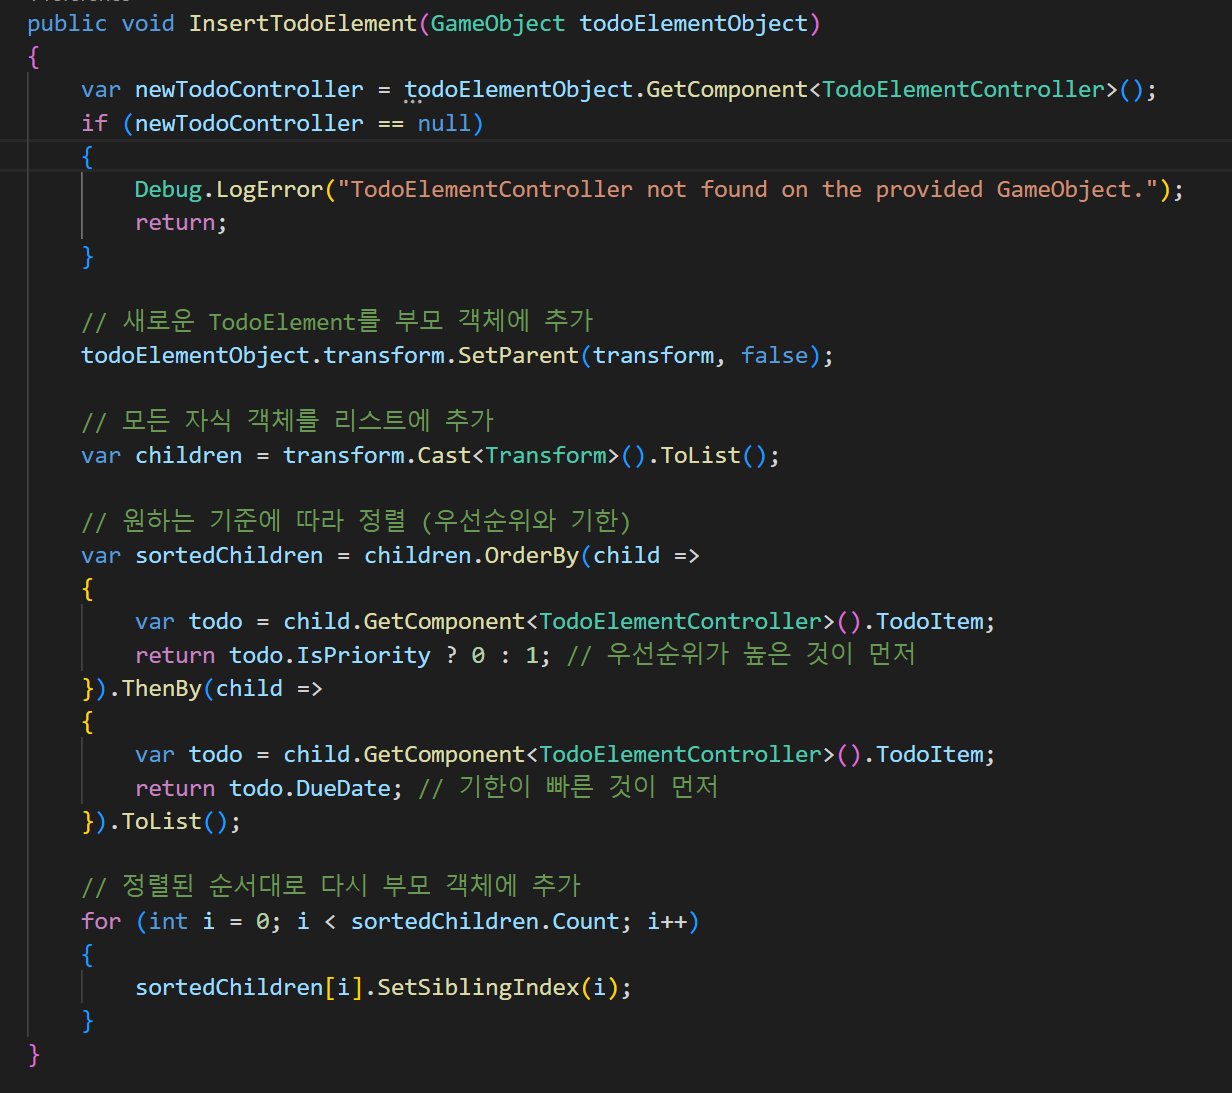 public void InsertTodoElement(GameObject todoElementObject)
{
    var newTodoController = todoElementObject.GetComponent<TodoElementController>();
    if (newTodoController == null)
    {
        Debug.LogError("TodoElementController not found on the provided GameObject.");
        return;
    }

    // 새로운 TodoElement를 부모 객체에 추가
    todoElementObject.transform.SetParent(transform, false);

    // 모든 자식 객체를 리스트에 추가
    var children = transform.Cast<Transform>().ToList();

    // 원하는 기준에 따라 정렬 (우선순위와 기한)
    var sortedChildren = children.OrderBy(child =>
    {
        var todo = child.GetComponent<TodoElementController>().TodoItem;
        return todo.IsPriority ? 0 : 1; // 우선순위가 높은 것이 먼저
    }).ThenBy(child =>
    {
        var todo = child.GetComponent<TodoElementController>().TodoItem;
        return todo.DueDate; // 기한이 빠른 것이 먼저
    }).ToList();

    // 정렬된 순서대로 다시 부모 객체에 추가
    for (int i = 0; i < sortedChildren.Count; i++)
    {
        sortedChildren[i].SetSiblingIndex(i);
    }
}